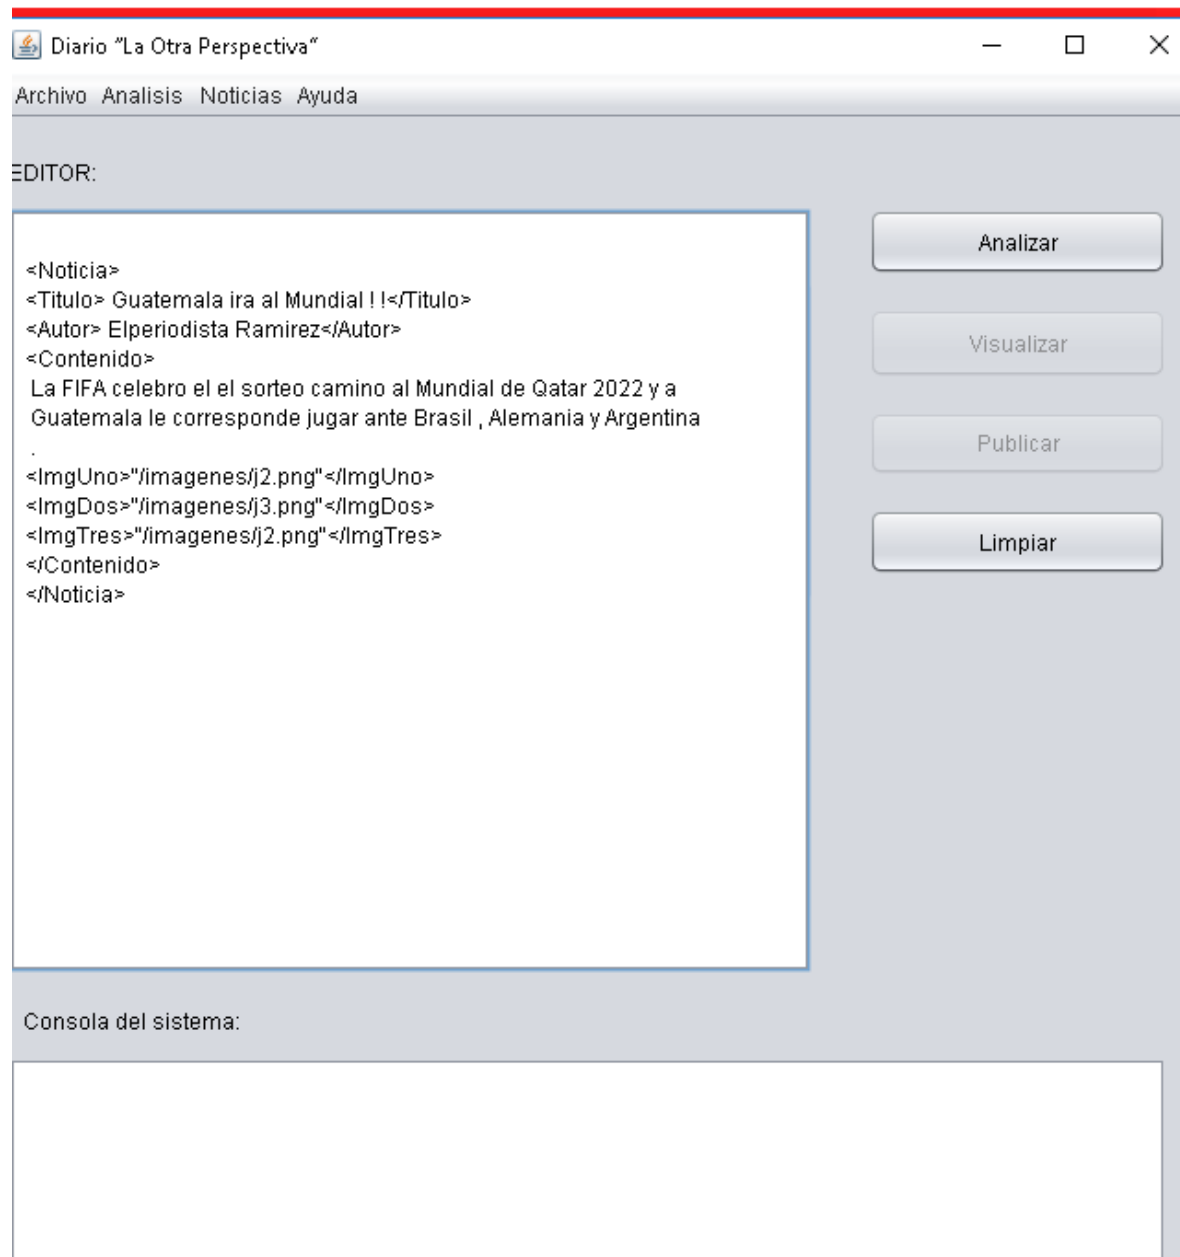 Diario "La Otra Perspectiva"
Archivo Analisis Noticias Ayuda
EDITOR:
<Noticia>
<Titulo> Guatemala ira al Mundial ! !</Titulo>
<Autor> Elperiodista Ramirez</Autor>
<Contenido>
La FIFA celebro el el sorteo camino al Mundial de Qatar 2022 y a
Guatemala le corresponde jugar ante Brasil , Alemania y Argentina
.
<ImgUno>"/imagenes/j2.png"</ImgUno>
<ImgDos>"/imagenes/j3.png"</ImgDos>
<ImgTres>"/imagenes/j2.png"</ImgTres>
</Contenido>
</Noticia>
Analizar
Visualizar
Publicar
Limpiar
Consola del sistema: